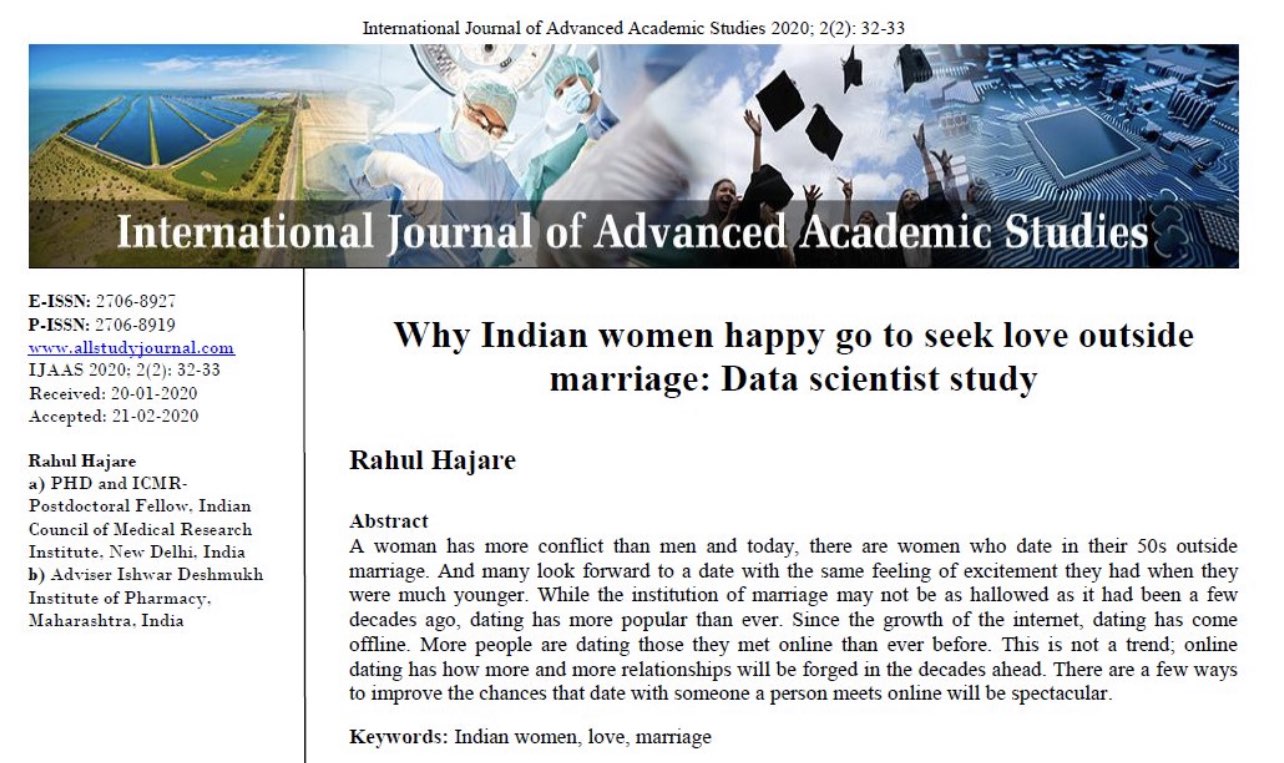 International Journal of Advanced Academic Studies 2020; 2(2): 32-33
International Journal of Advanced Academic Studies
E-ISSN: 2706-8927
P-ISSN: 2706-8919
www.allstudyjournal.com
IJAAS 2020; 2(2): 32-33
Received: 20-01-2020
Accepted: 21-02-2020
Rahul Hajare
a) PHD and ICMR-
Postdoctoral Fellow, Indian
Council of Medical Research
Institute, New Delhi, India
b) Adviser Ishwar Deshmukh
Institute of Pharmacy,
Maharashtra, India
Why Indian women happy go to seek love outside
marriage: Data scientist study
Rahul Hajare
Abstract
A woman has more conflict than men and today, there are women who date in their 50s outside
marriage. And many look forward to a date with the same feeling of excitement they had when they
were much younger. While the institution of marriage may not be as hallowed as it had been a few
decades ago, dating has more popular than ever. Since the growth of the internet, dating has come
offline. More people are dating those they met online than ever before. This is not a trend; online
dating has how more and more relationships will be forged in the decades ahead. There are a few ways
to improve the chances that date with someone a person meets online will be spectacular.
Keywords: Indian women, love, marriage